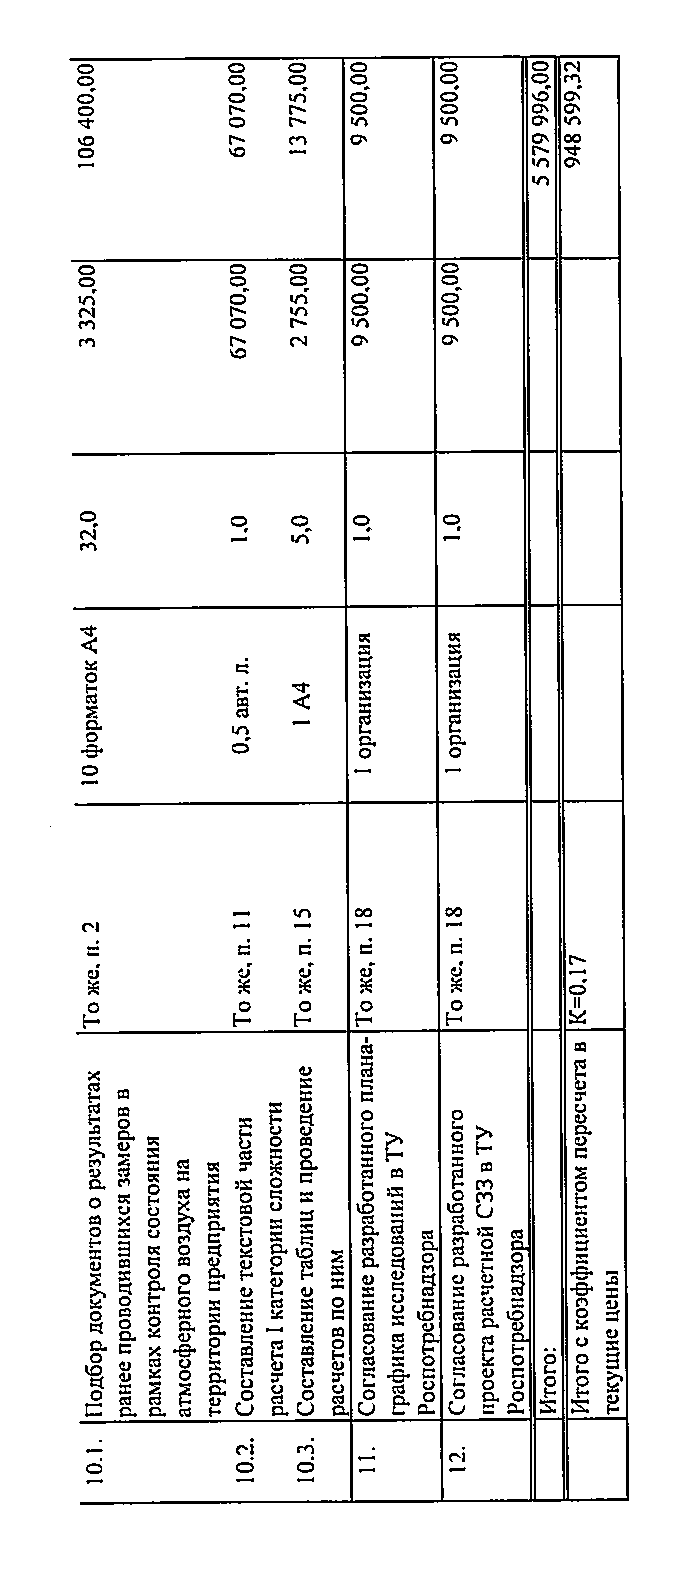 10.1. Подбор документов о результатах То же, п. 2 10 форматок А4 32,0 3 325,00 106 400,00
ранее проводившихся замеров в
рамках контроля состояния
атмосферного воздуха на
территории предприятия
10.2. Составление текстовой части То же, п. 11 0,5 авт. л. 1,0 67 070,00 67 070,00
расчета I категории сложности
10.3. Составление таблиц и проведение То же, п. 15 1 А4 5,0 2 755,00 13 775,00
расчетов по ним
11. Согласование разработанного плана- То же, п. 18 1 организация 1,0 9 500,00 9 500,00
графика исследований в ТУ
Роспотребнадзора
12. Согласование разработанного То же, п. 18 1 организация 1,0 9 500,00 9 500,00
проекта расчетной СЗЗ в ТУ
Роспотребнадзора
Итого: 5 579 996,00
Итого с коэффициентом пересчета в К=0,17 948 599,32
текущие цены